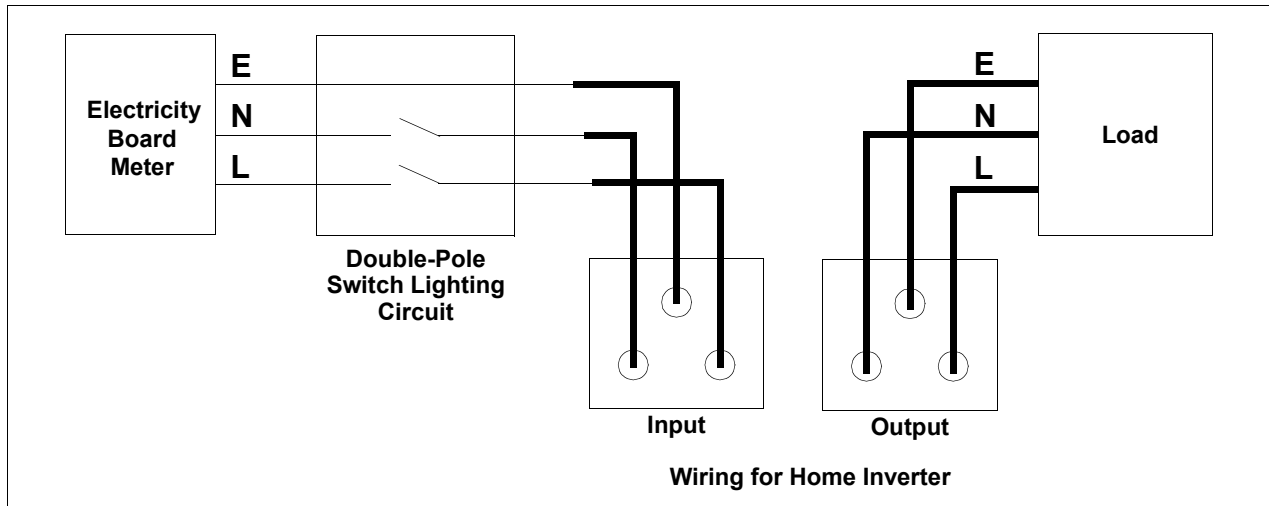 Electricity
Board
Meter
E
N
L
Double-Pole
Switch Lighting
Circuit
Input
E
N
L
Load
Output
Wiring for Home Inverter